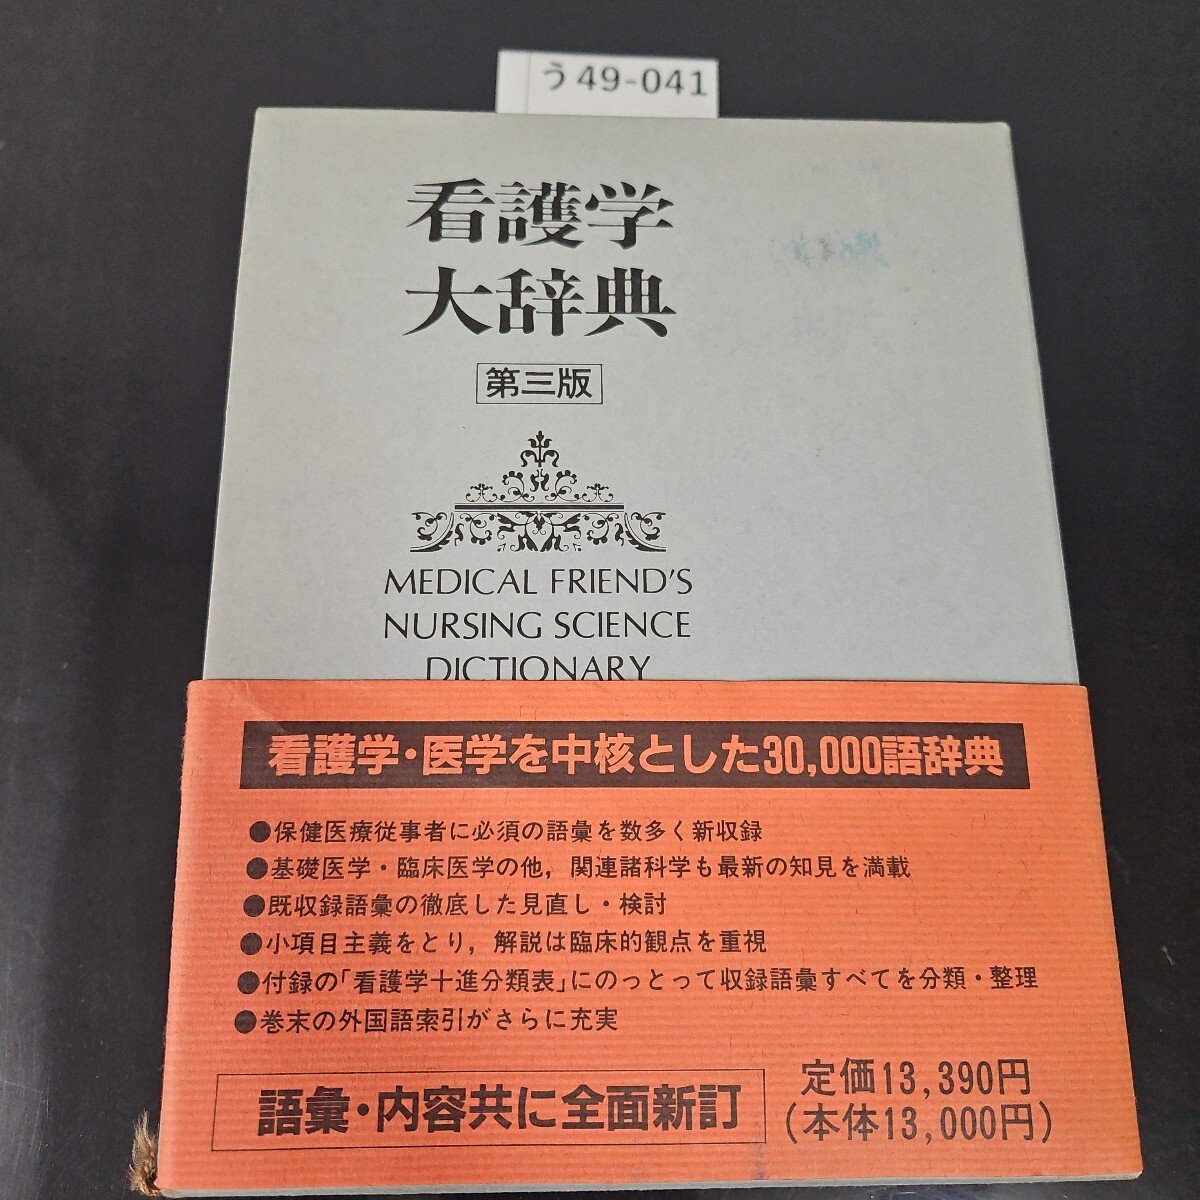 う49-041
看護学
大辞典
第三版
MEDICAL FRIEND'S
NURSING SCIENCE
DICTIONARY
看護学・医学を中核とした30,000語辞典
●保健医療従事者に必須の語彙を数多く新収録
●基礎医学・臨床医学の他，関連諸科学も最新の知見を満載
●既収録語彙の徹底した見直し・検討
●小項目主義をとり，解説は臨床的観点を重視
●付録の「看護学十進分類表」にのっとって収録語彙すべてを分類・整理
●巻末の外国語索引がさらに充実
語彙・内容共に全面新訂
定価13,390円
(本体13,000円)